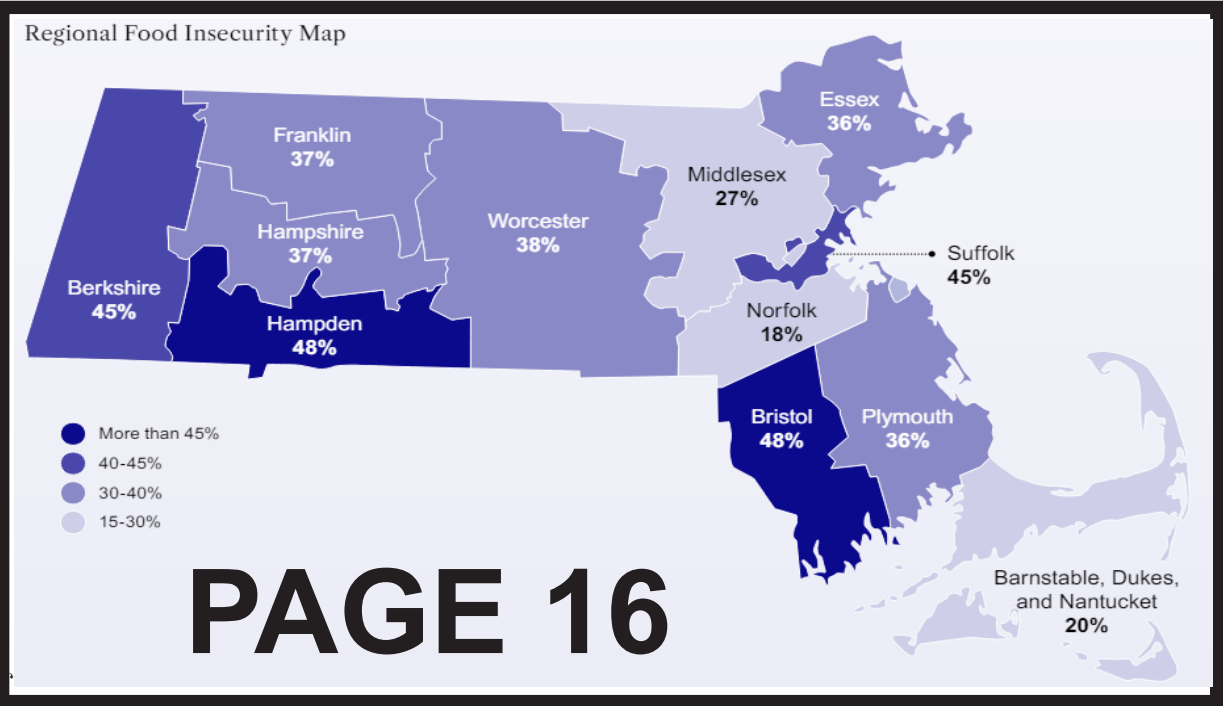 Regional Food Insecurity Map
Essex
36%
Franklin
37%
Middlesex
27%
Worcester
38%
Hampshire
37%
Suffolk
45%
Berkshire
45%
Norfolk
18%
Hampden
48%
Bristol
48%
Plymouth
36%
More than 45%
40-45%
30-40%
15-30%
Barnstable, Dukes,
and Nantucket
20%
PAGE 16